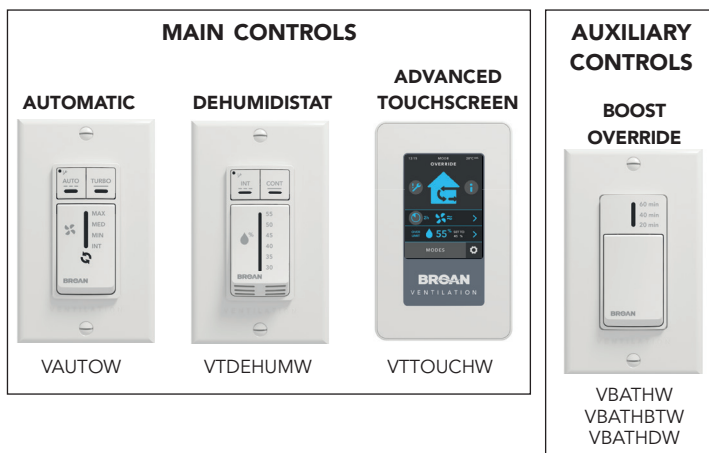 MAIN CONTROLS
AUTOMATIC
AUTO TURBO
MAX
MED
MIN
INT
BROAN
VAUTOW
DEHUMIDISTAT
INT CONT
55
50
45
40
35
30
BROAN
VTDEHUMW
ADVANCED
TOUCHSCREEN
MODE
OVERRIDE
55%
MODES
BROAN
VENTILATION
VTTOUCHW
AUXILIARY
CONTROLS
BOOST
OVERRIDE
60 min
40 min
20 min
BROAN
VBATHW
VBATHBTW
VBATHDW